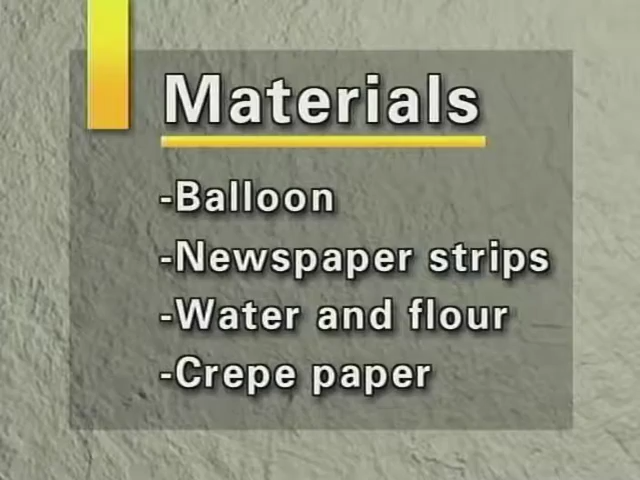 Materials
-Balloon
-Newspaper strips
-Water and flour
-Crepe paper